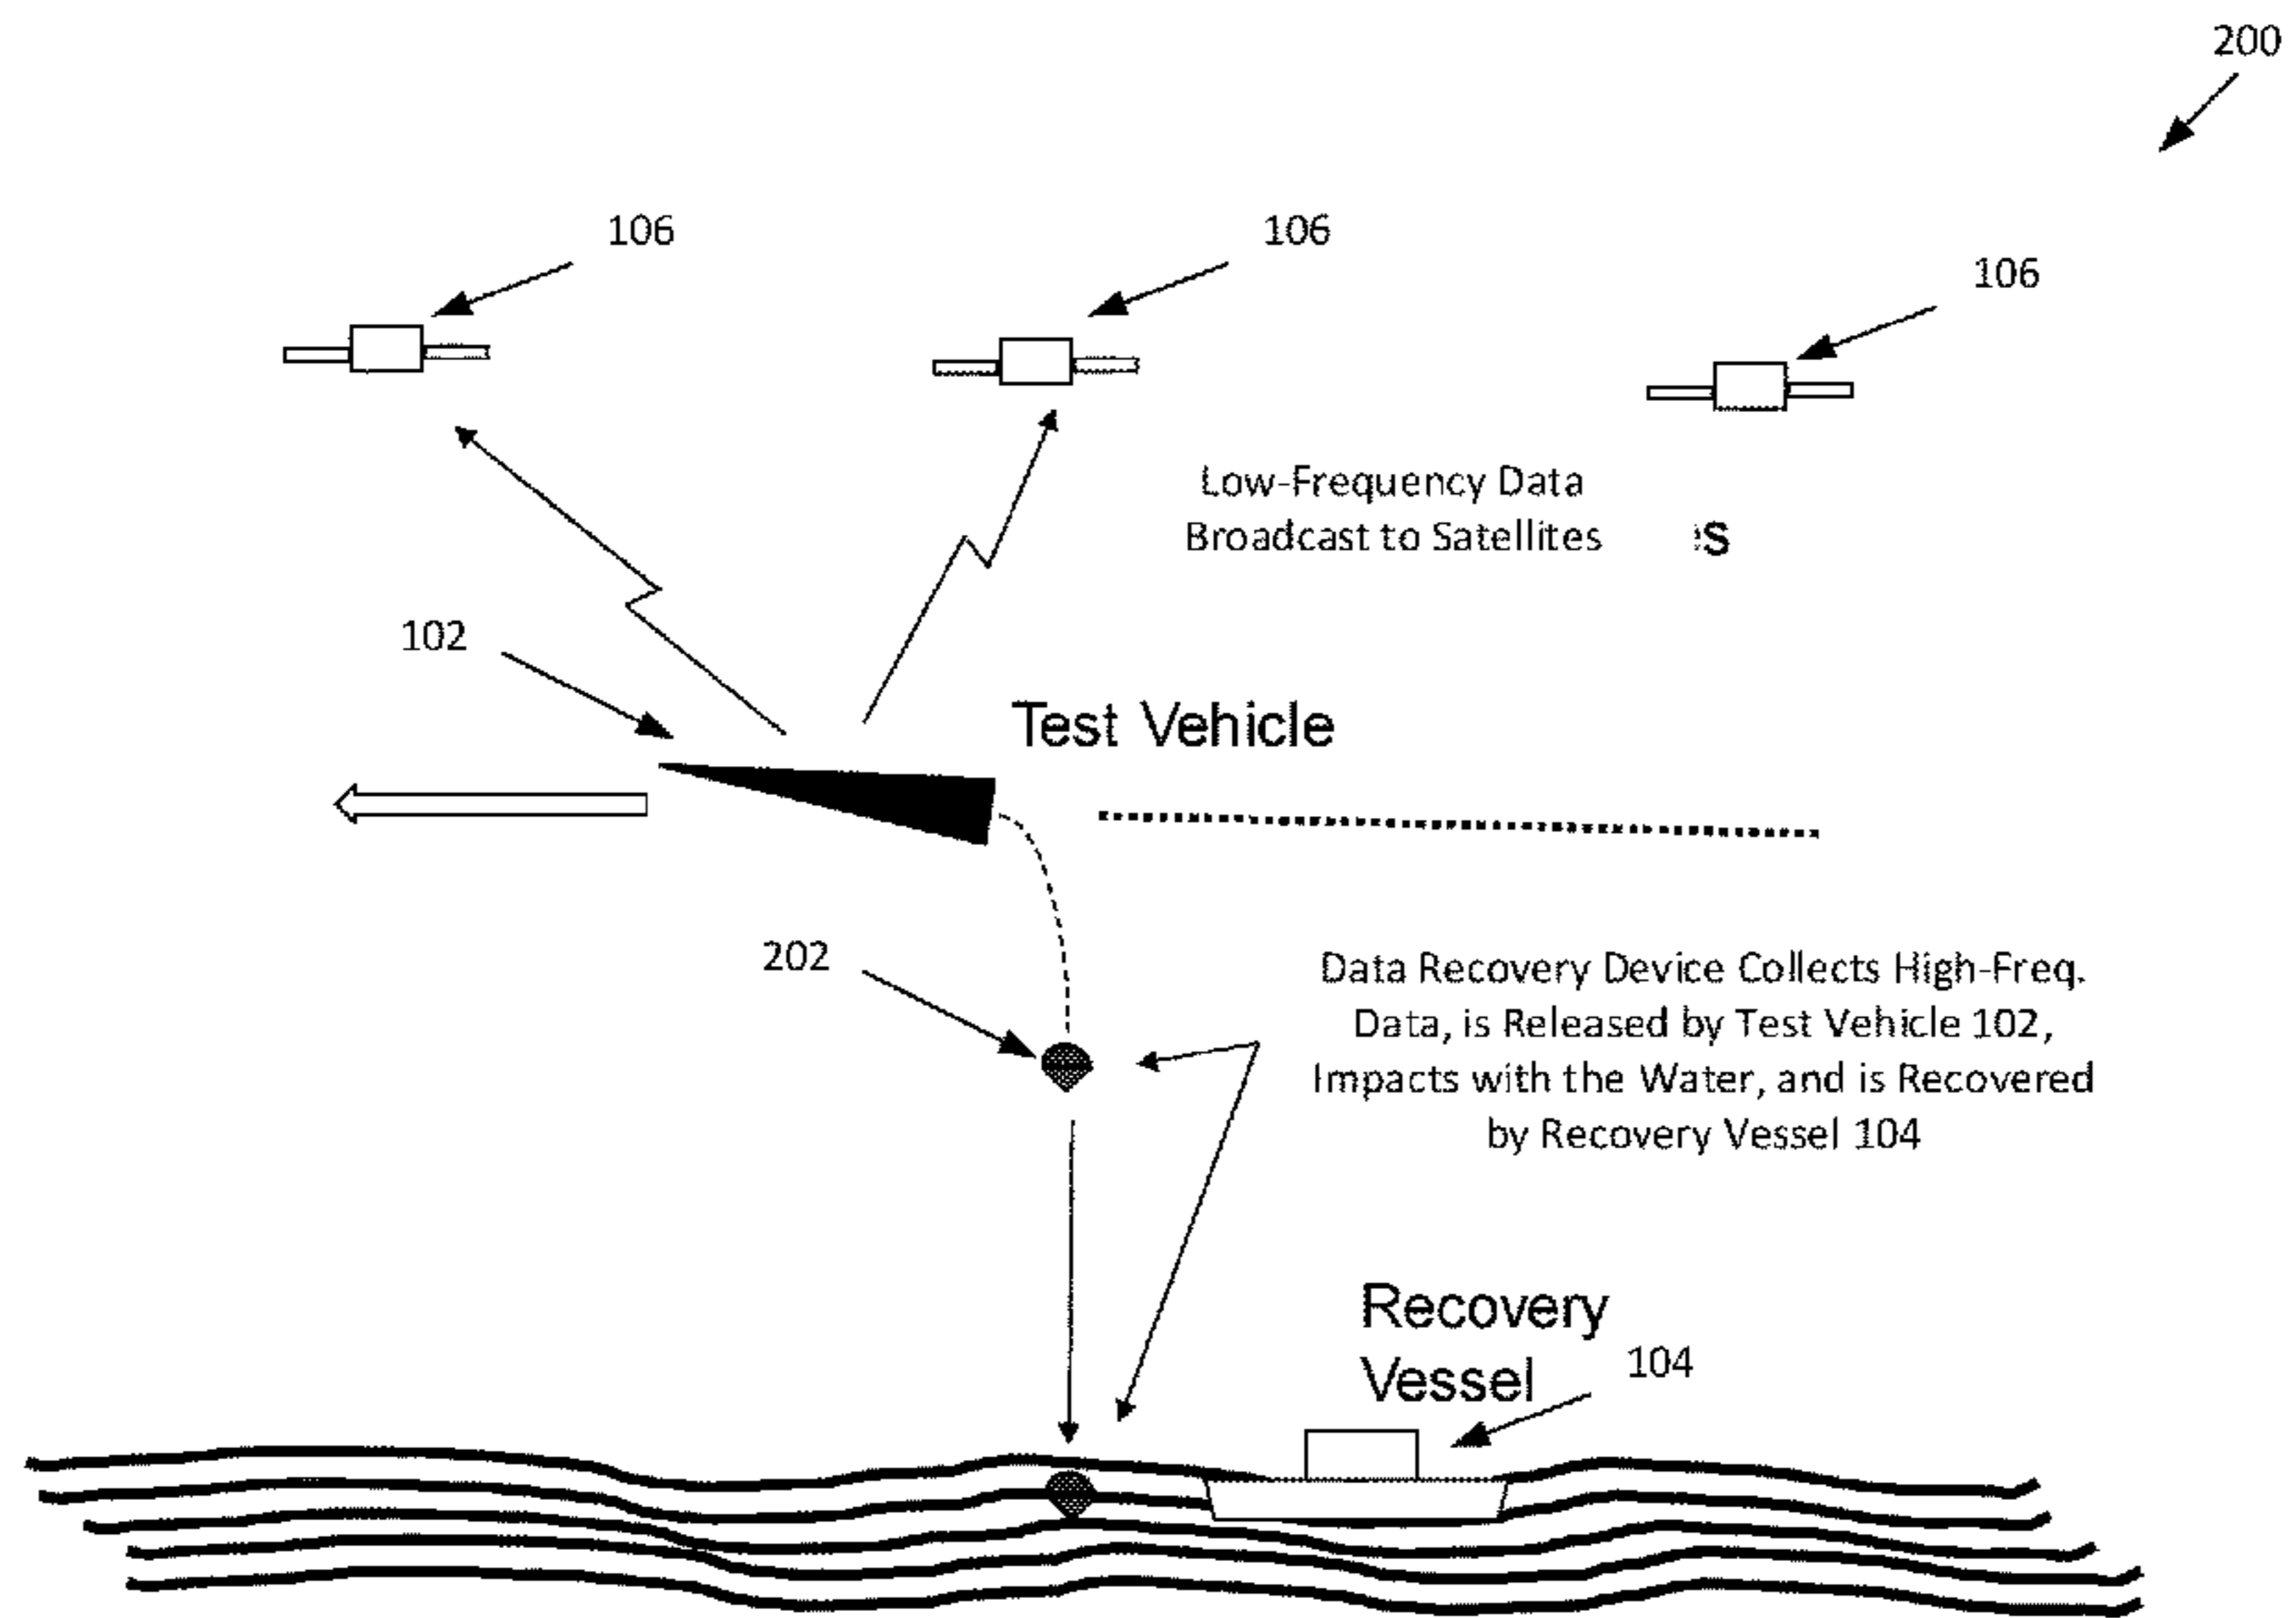 200
106
106
106
Low-Frequency Data
Broadcast to Satellites
s
102
Test Vehicle
202
Data Recovery Device Collects High-Freq.
Data, is Released by Test Vehicle 102,
Impacts with the Water, and is Recovered
by Recovery Vessel 104
Recovery
Vessel
104